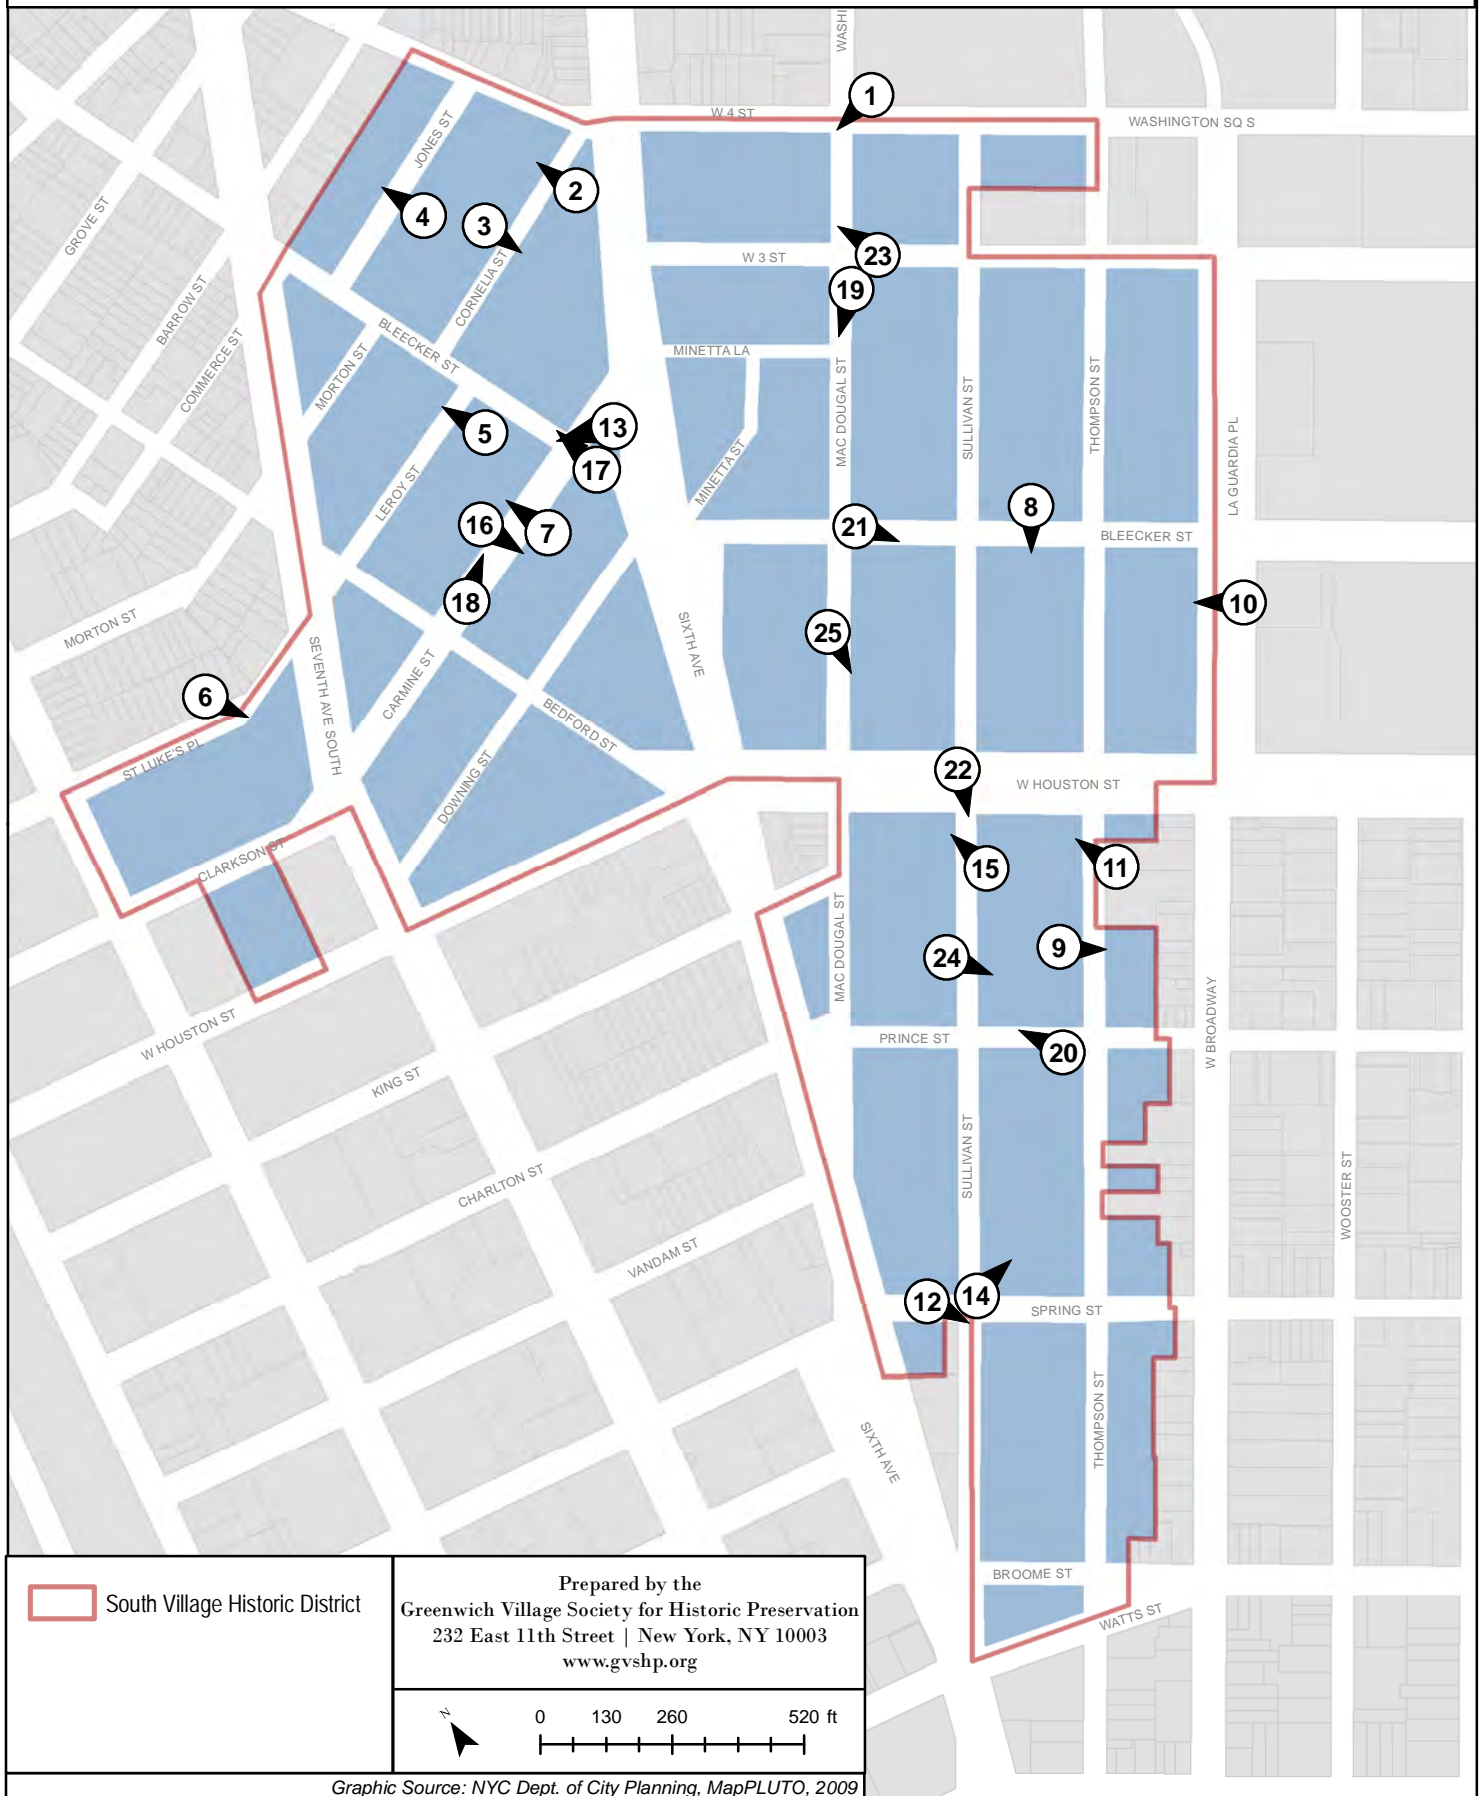 WASHI
1
W 4 ST
WASHINGTON SQ S
JONES ST
2
4
3
GROVE ST
CORNELIA ST
23
W 3 ST
19
BARROW ST
COMMERCE ST
BLEECKER ST
MORTON ST
MINETTA LA
MAC DOUGAL ST
SULLIVAN ST
THOMPSON ST
LA GUARDIA PL
5
13
17
MINETTA ST
LEROY ST
16
7
21
8
BLEECKER ST
18
10
MORTON ST
SIXTH AVE
25
SEVENTH AVE SOUTH
CARMINE ST
6
BEDFORD ST
ST LUKE'S PL
DOWNING ST
22
W HOUSTON ST
CLARKSON ST
15
11
MAC DOUGAL ST
24
9
W HOUSTON ST
PRINCE ST
20
W BROADWAY
KING ST
CHARLTON ST
SULLIVAN ST
WOOSTER ST
VANDAM ST
12
14
SPRING ST
THOMPSON ST
SIXTH AVE
BROOME ST
WATTS ST
South Village Historic District
Prepared by the
Greenwich Village Society for Historic Preservation
232 East 11th Street | New York, NY 10003
www.gvshp.org
N
0 130 260 520 ft
Graphic Source: NYC Dept. of City Planning, MapPLUTO, 2009